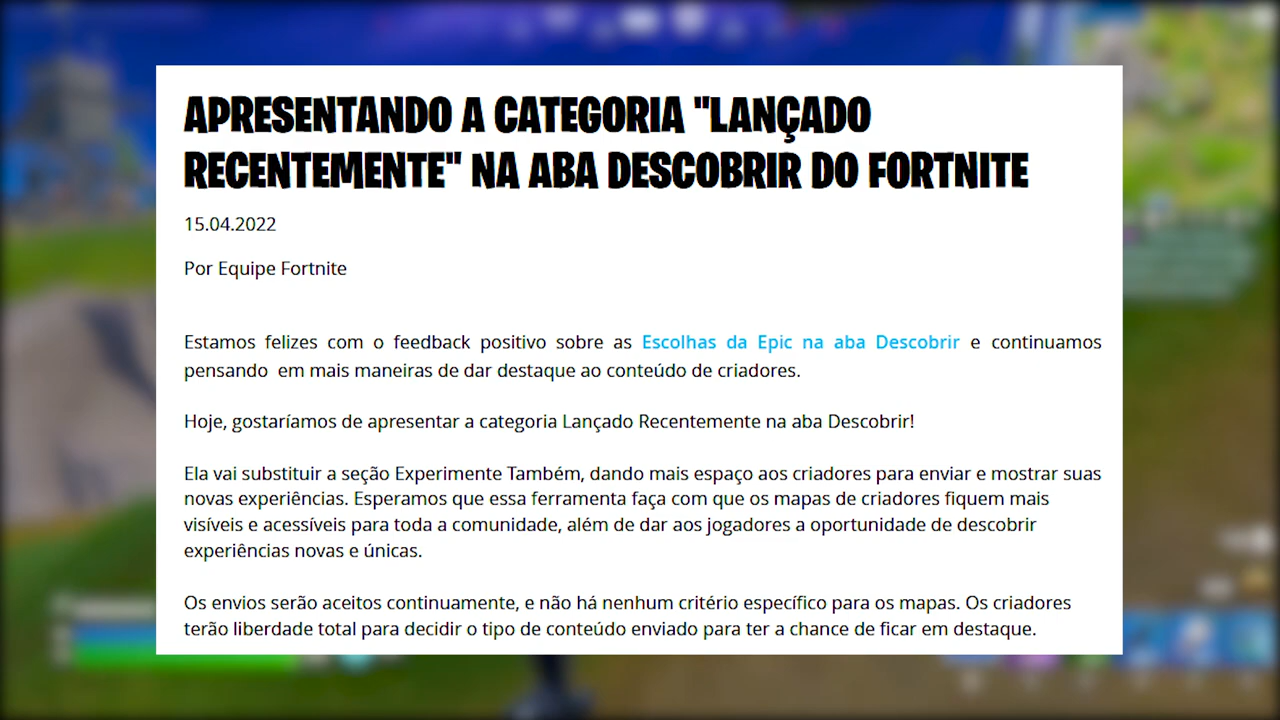 APRESENTANDO A CATEGORIA "LANÇADO
RECENTEMENTE" NA ABA DESCOBRIR DO FORTNITE
15.04.2022
Por Equipe Fortnite
Estamos felizes com o feedback positivo sobre as Escolhas da Epic na aba Descobrir e continuamos
pensando em mais maneiras de dar destaque ao conteúdo de criadores.
Hoje, gostaríamos de apresentar a categoria Lançado Recentemente na aba Descobrir!
Ela vai substituir a seção Experimente Também, dando mais espaço aos criadores para enviar e mostrar suas
novas experiências. Esperamos que essa ferramenta faça com que os mapas de criadores fiquem mais
visíveis e acessíveis para toda a comunidade, além de dar aos jogadores a oportunidade de descobrir
experiências novas e únicas.
Os envios serão aceitos continuamente, e não há nenhum critério específico para os mapas. Os criadores
terão liberdade total para decidir o tipo de conteúdo enviado para ter a chance de ficar em destaque.